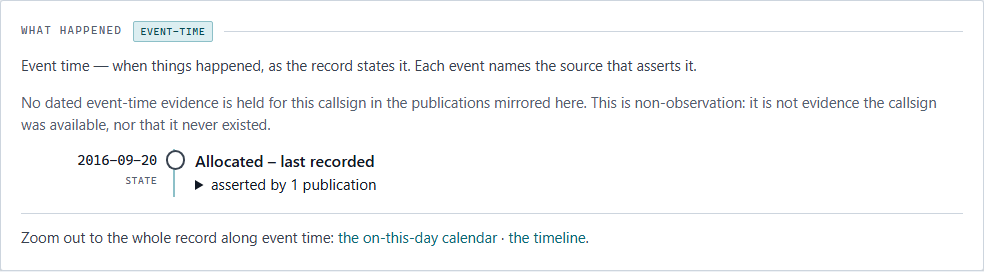 WHAT HAPPENED EVENT-TIME
Event time — when things happened, as the record states it. Each event names the source that asserts it.
No dated event-time evidence is held for this callsign in the publications mirrored here. This is non-observation: it is not evidence the callsign
was available, nor that it never existed.
2016-09-20 Allocated – last recorded
STATE ▶ asserted by 1 publication
Zoom out to the whole record along event time: the on-this-day calendar · the timeline.